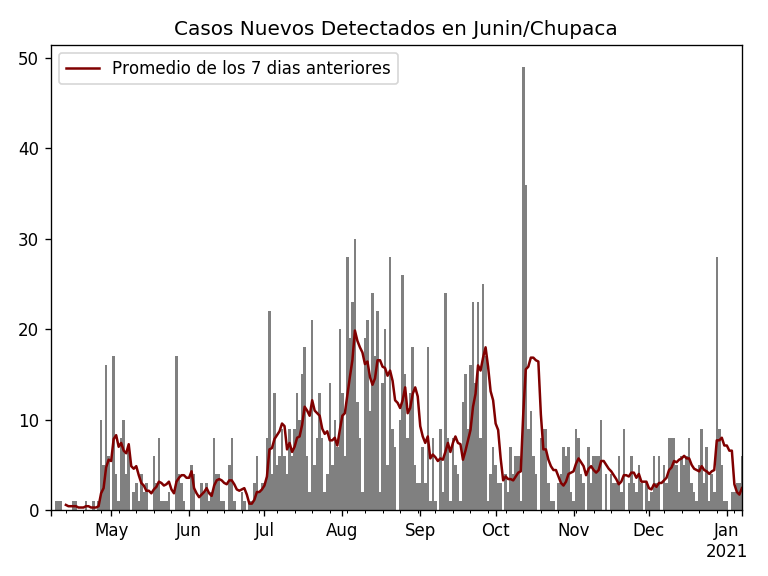 Casos Nuevos Detectados en Junin/Chupaca
Promedio de los 7 dias anteriores
50
40
30
20
10
0
May Jun Jul Aug Sep Oct Nov Dec Jan
2021